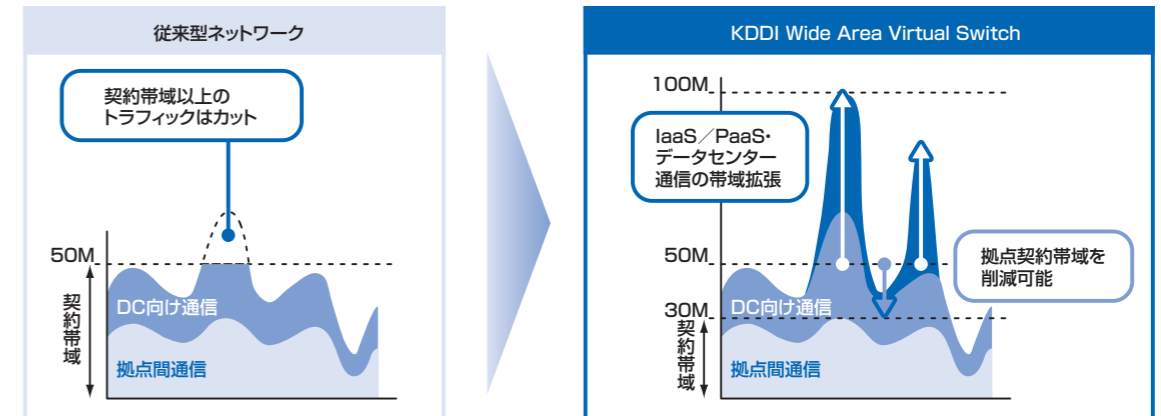 従来型ネットワーク
契約帯域以上の
トラフィックはカット
50M
契約帯域
DC向け通信
拠点間通信
KDDI Wide Area Virtual Switch
100M
IaaS／PaaS・
データセンター
通信の帯域拡張
50M
拠点契約帯域を
削減可能
30M
DC向け通信
契約帯域
拠点間通信